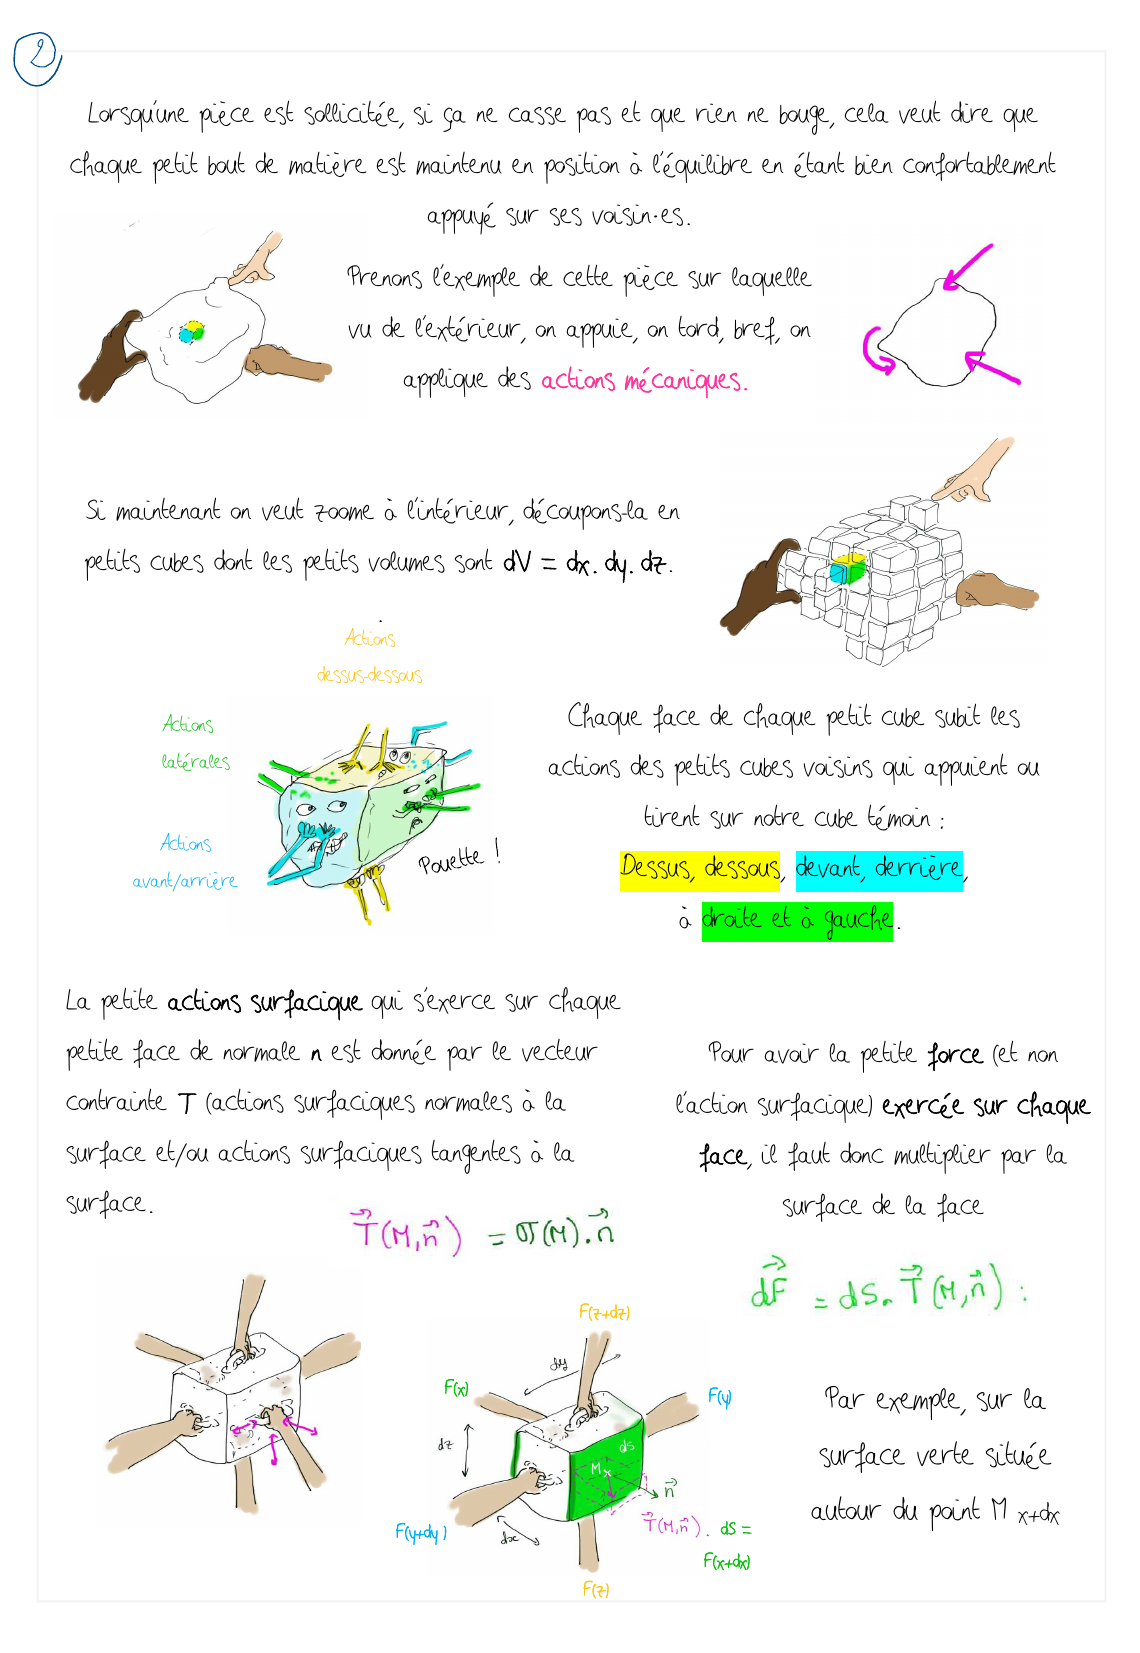 2
Lorsqu'une pièce est sollicitée, si ça ne casse pas et que rien ne bouge, cela veut dire que
chaque petit bout de matière est maintenu en position à l'équilibre en étant bien confortablement
appuyé sur ses voisin·es.
Prenons l'exemple de cette pièce sur laquelle
vu de l'extérieur, on appuie, on tord, bref, on
applique des actions mécaniques.
Si maintenant on veut zoome à l'intérieur, découpons-la en
petits cubes dont les petits volumes sont dV = dx. dy. dz.
.
Actions
dessus-dessous
Actions
latérales
Actions
avant/arrière
Pouette !
Chaque face de chaque petit cube subit les
actions des petits cubes voisins qui appuient ou
tirent sur notre cube témoin :
Dessus, dessous, devant, derrière,
à droite et à gauche.
La petite actions surfacique qui s'exerce sur chaque
petite face de normale n est donnée par le vecteur
contrainte T (actions surfaciques normales à la
surface et/ou actions surfaciques tangentes à la
surface.
T⃗(M,n⃗) = σ(M).n⃗
Pour avoir la petite force (et non
l'action surfacique) exercée sur chaque
face, il faut donc multiplier par la
surface de la face
dF⃗ = dS. T⃗(M,n⃗) :
F(z+dz)
dy
F(x)
F(y)
dz
dS
M x
n⃗
T⃗(M,n⃗). dS =
F(x+dx)
F(y+dy)
dx
F(z)
Par exemple, sur la
surface verte située
autour du point M x+dx